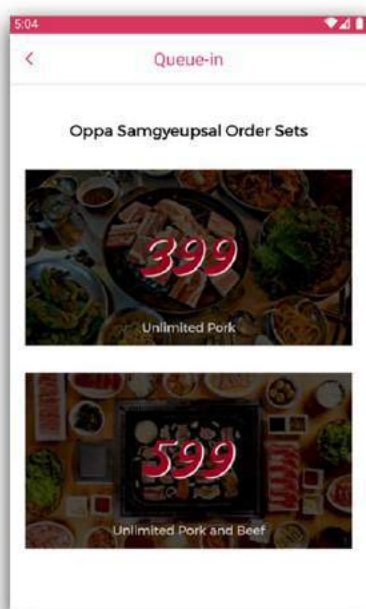 5:04
Queue-in
Oppa Samgyeupsal Order Sets
399
Unlimited Pork
599
Unlimited Pork and Beef